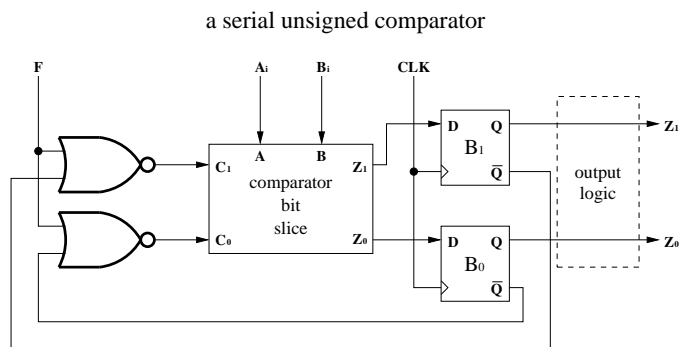 a serial unsigned comparator
F Aᵢ Bᵢ CLK
D Q Z₁
B₁
C₁ A B Z₁ Q̅
comparator
bit
slice
output
logic
C₀ Z₀ D Q Z₀
B₀
Q̅